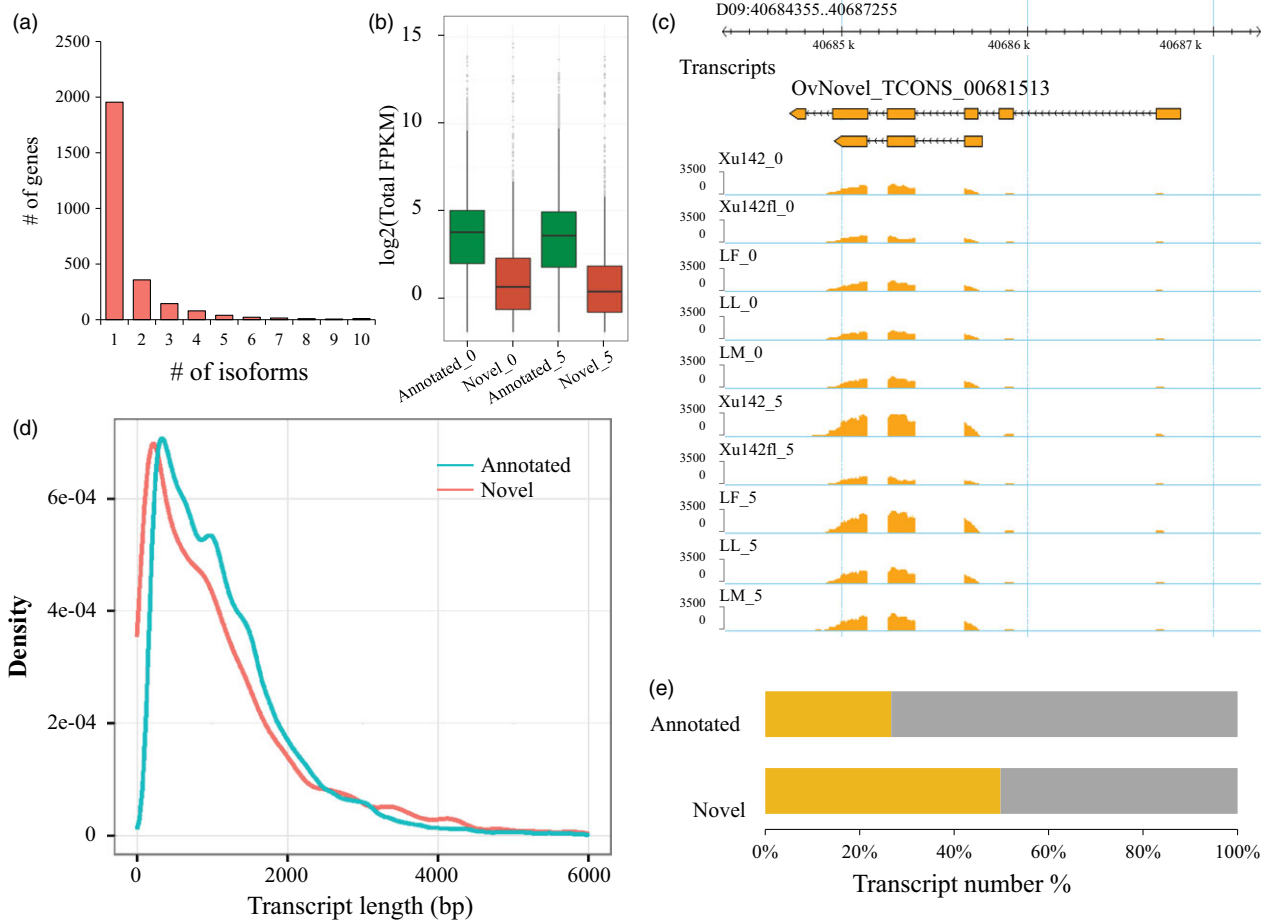 (a)
2500
2000
1500
1000
500
0
# of genes
1 2 3 4 5 6 7 8 9 10
# of isoforms
(b)
15
10
5
0
log2(Total FPKM)
Annotated_0
Novel_0
Annotated_5
Novel_5
(c)
D09:40684355..40687255
40685 k 40686 k 40687 k
Transcripts
OvNovel_TCONS_00681513
Xu142_0
3500
0
Xu142fl_0
3500
0
LF_0
3500
0
LL_0
3500
0
LM_0
3500
0
Xu142_5
3500
0
Xu142fl_5
3500
0
LF_5
3500
0
LL_5
3500
0
LM_5
3500
0
(d)
Annotated
Novel
6e-04
4e-04
2e-04
0
Density
0 2000 4000 6000
Transcript length (bp)
(e)
Annotated
Novel
0% 20% 40% 60% 80% 100%
Transcript number %